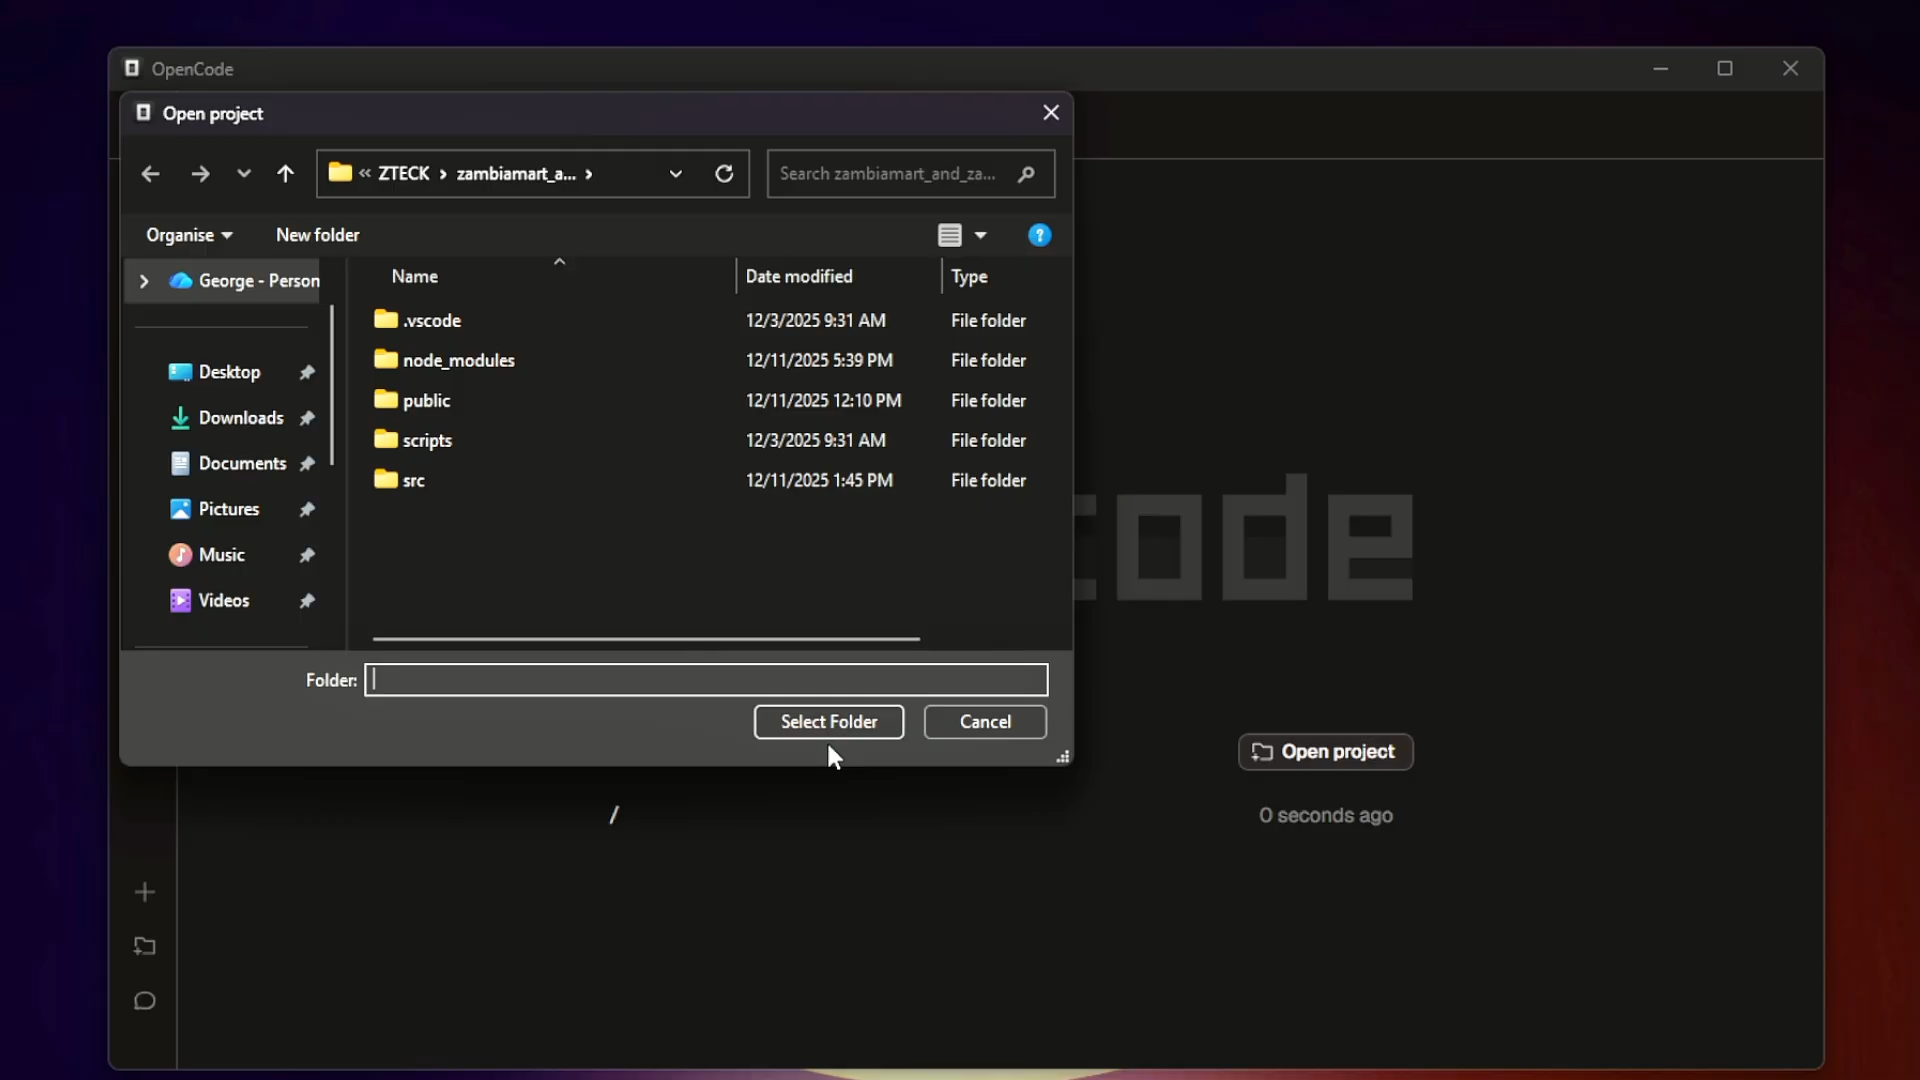 OpenCode
Open project
« ZTECK › zambiamart_a... ›
Search zambiamart_and_za...
Organise
New folder
George - Person
Name
Date modified
Type
.vscode
12/3/2025 9:31 AM
File folder
node_modules
12/11/2025 5:39 PM
File folder
public
12/11/2025 12:10 PM
File folder
scripts
12/3/2025 9:31 AM
File folder
src
12/11/2025 1:45 PM
File folder
Desktop
Downloads
Documents
Pictures
Music
Videos
code
Folder:
Select Folder
Cancel
Open project
/
0 seconds ago